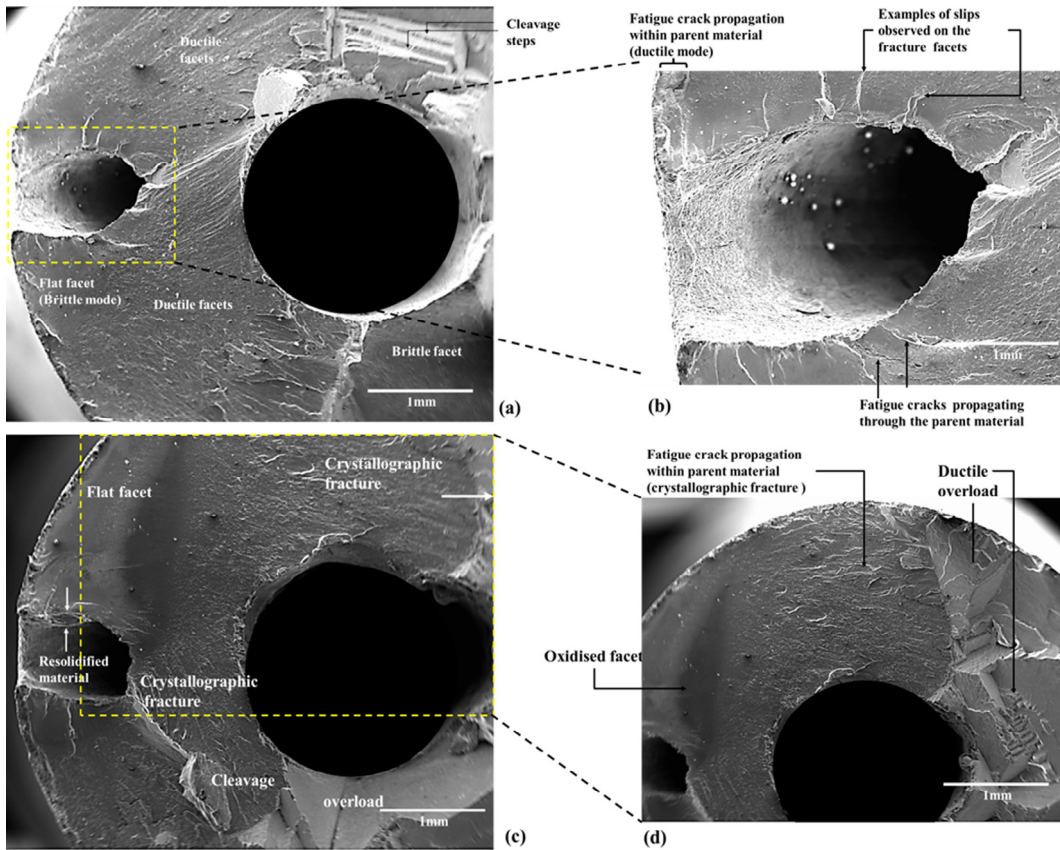 Cleavage
steps
Ductile
facets
Flat facet
(Brittle mode)
Ductile facets
Brittle facet
1mm
(a)
Fatigue crack propagation
within parent material
(ductile mode)
Examples of slips
observed on the
fracture facets
1mm
Fatigue cracks propagating
through the parent material
(b)
Flat facet
Crystallographic
fracture
Resolidified
material
Crystallographic
fracture
Cleavage
overload
1mm
(c)
Fatigue crack propagation
within parent material
(crystallographic fracture )
Ductile
overload
Oxidised facet
1mm
(d)